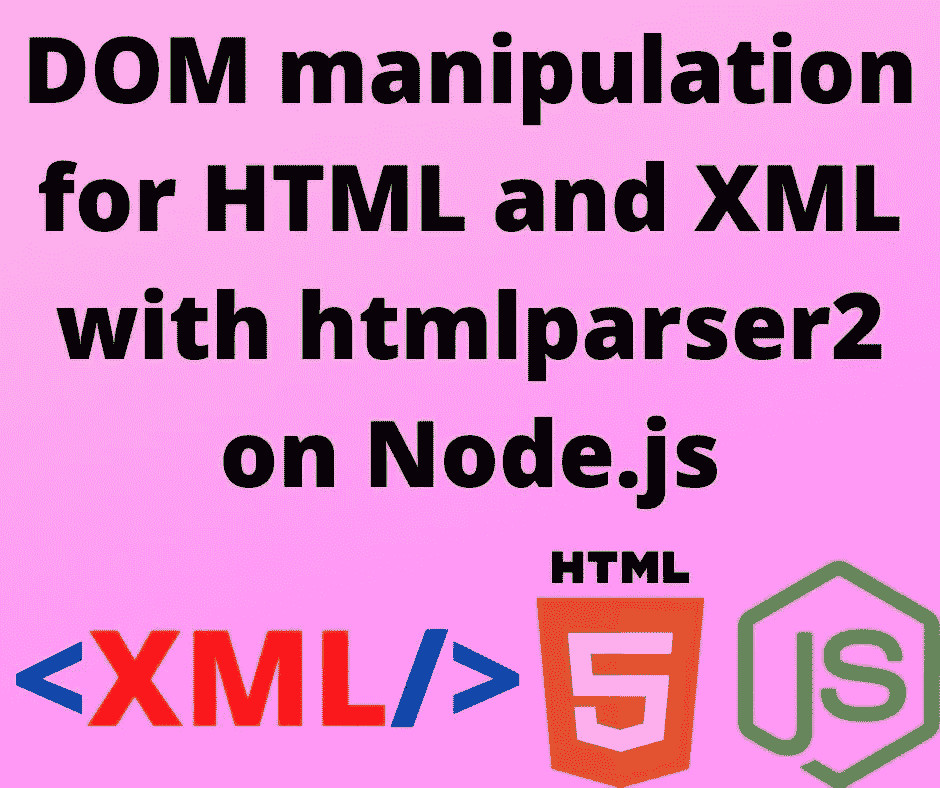 DOM manipulation
for HTML and XML
with htmlparser2
on Node.js
HTML
<XML/>
5
JS